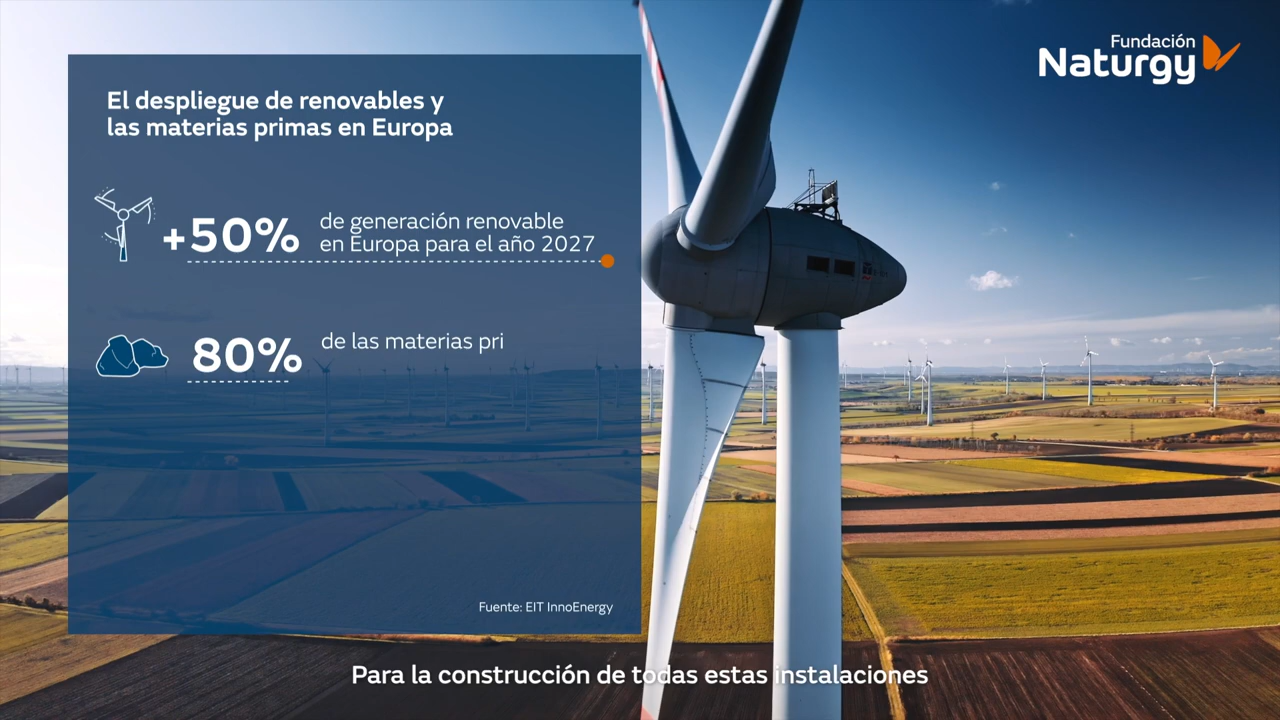 Fundación
Naturgy
El despliegue de renovables y
las materias primas en Europa
+50%
de generación renovable
en Europa para el año 2027
80%
de las materias pri
Fuente: EIT InnoEnergy
Para la construcción de todas estas instalaciones